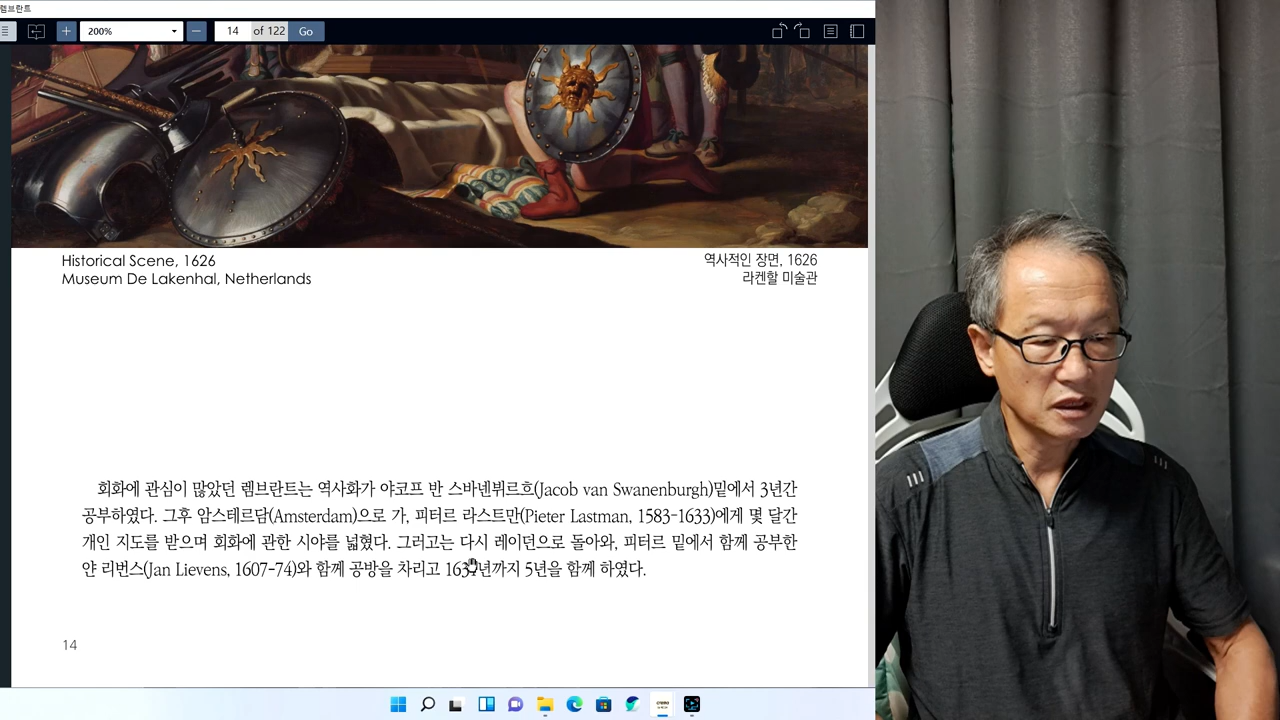 렘브란트
200%
14 of 122 Go
Historical Scene, 1626
Museum De Lakenhal, Netherlands
역사적인 장면, 1626
라켄할 미술관
회화에 관심이 많았던 렘브란트는 역사화가 야코프 반 스바넨뷔르흐(Jacob van Swanenburgh)밑에서 3년간
공부하였다. 그후 암스테르담(Amsterdam)으로 가, 피터르 라스트만(Pieter Lastman, 1583-1633)에게 몇 달간
개인 지도를 받으며 회화에 관한 시야를 넓혔다. 그러고는 다시 레이던으로 돌아와, 피터르 밑에서 함께 공부한
얀 리번스(Jan Lievens, 1607-74)와 함께 공방을 차리고 까지 5년을 함께 하였다.
14